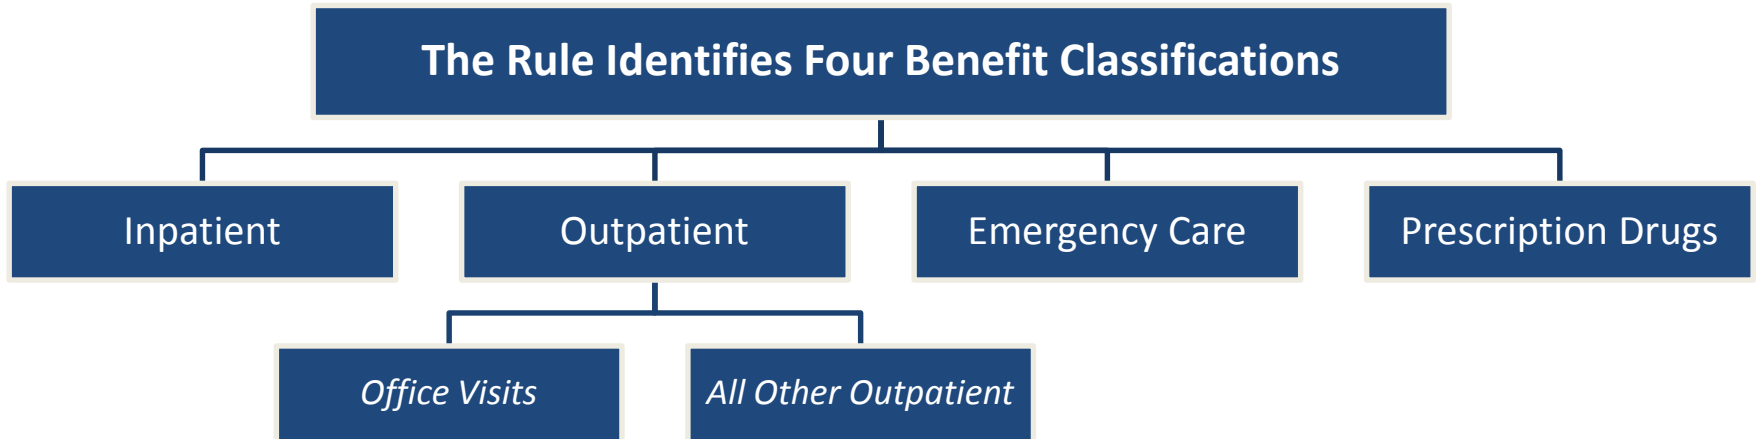 The Rule Identifies Four Benefit Classifications
Inpatient
Outpatient
Emergency Care
Prescription Drugs
Office Visits
All Other Outpatient